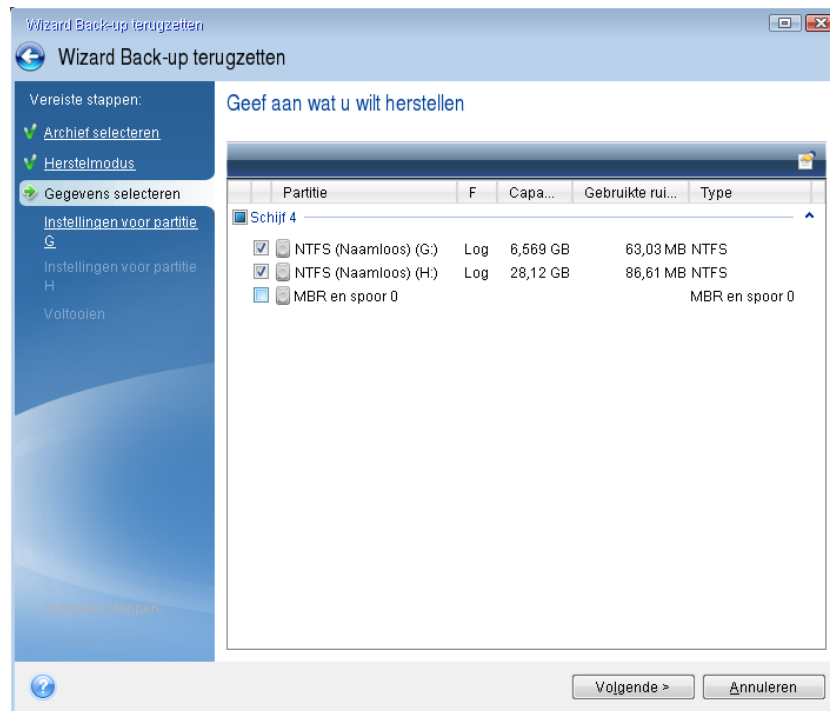 Wizard Back-up terugzetten
Wizard Back-up terugzetten
Vereiste stappen:
Archief selecteren
Herstelmodus
Gegevens selecteren
Instellingen voor partitie
G
Instellingen voor partitie
H
Voltooien
stappen
Geef aan wat u wilt herstellen
Partitie F Capa... Gebruikte rui... Type
Schijf 4
NTFS (Naamloos) (G:) Log 6,569 GB 63,03 MB NTFS
NTFS (Naamloos) (H:) Log 28,12 GB 86,61 MB NTFS
MBR en spoor 0 MBR en spoor 0
Volgende > Annuleren